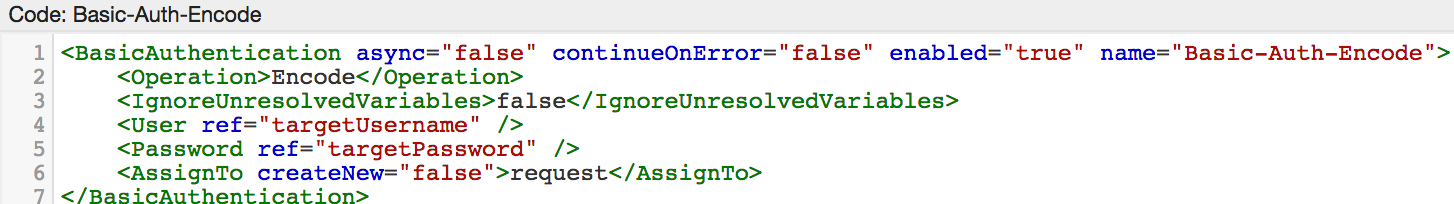 Code: Basic-Auth-Encode
1 <BasicAuthentication async="false" continueOnError="false" enabled="true" name="Basic-Auth-Encode">
2     <Operation>Encode</Operation>
3     <IgnoreUnresolvedVariables>false</IgnoreUnresolvedVariables>
4     <User ref="targetUsername" />
5     <Password ref="targetPassword" />
6     <AssignTo createNew="false">request</AssignTo>
7 </BasicAuthentication>